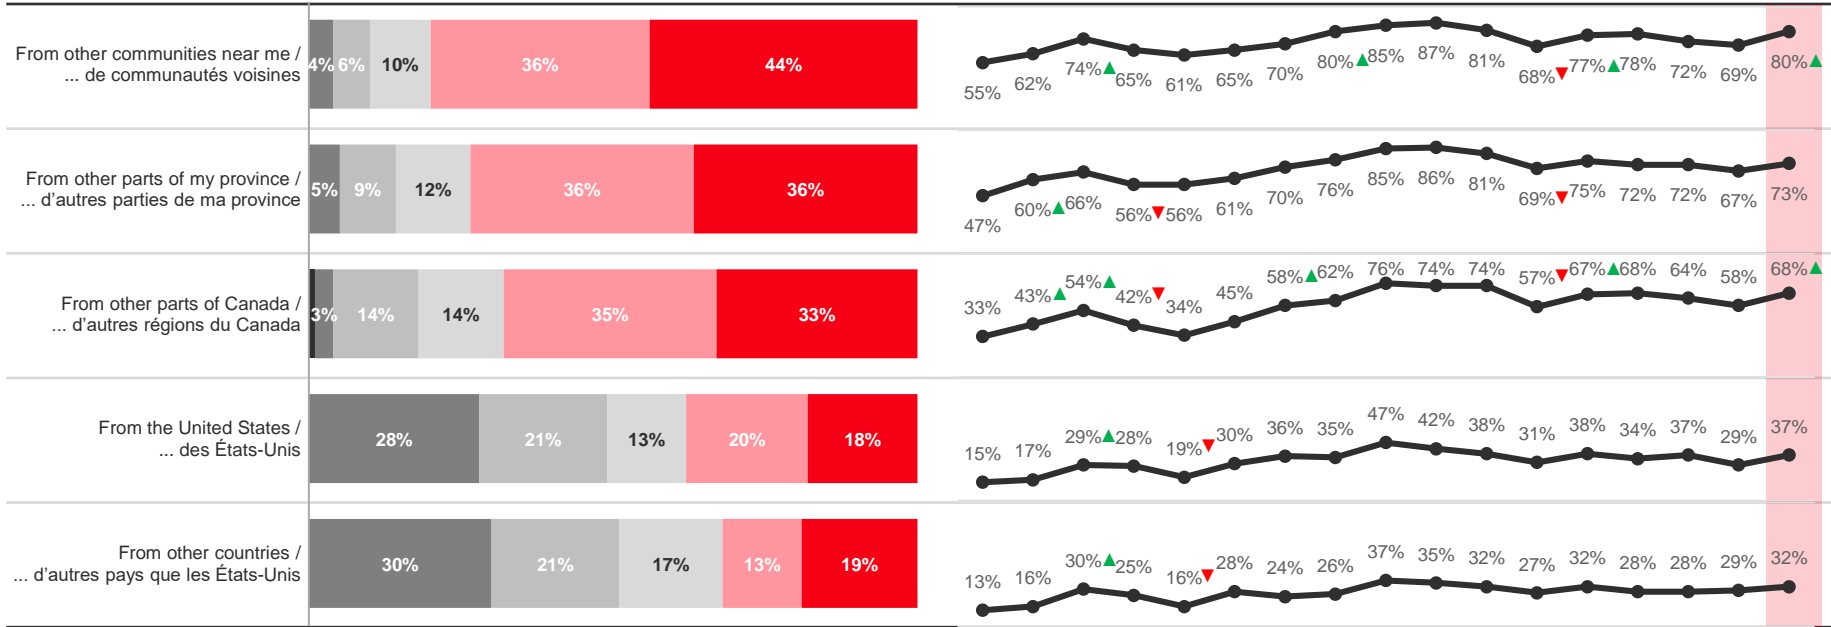 From other communities near me /
... de communautés voisines
4% 6% 10% 36% 44%
55% 62% 74% 65% 61% 65% 70% 80% 85% 87% 81% 68% 77% 78% 72% 69% 80%
From other parts of my province /
... d'autres parties de ma province
5% 9% 12% 36% 36%
47% 60% 66% 56% 56% 61% 70% 76% 85% 86% 81% 69% 75% 72% 72% 67% 73%
From other parts of Canada /
... d'autres régions du Canada
3% 14% 14% 35% 33%
33% 43% 54% 42% 34% 45% 58% 62% 76% 74% 74% 57% 67% 68% 64% 58% 68%
From the United States /
... des États-Unis
28% 21% 13% 20% 18%
15% 17% 29% 28% 19% 30% 36% 35% 47% 42% 38% 31% 38% 34% 37% 29% 37%
From other countries /
... d'autres pays que les États-Unis
30% 21% 17% 13% 19%
13% 16% 30% 25% 16% 28% 24% 26% 37% 35% 32% 27% 32% 28% 28% 29% 32%